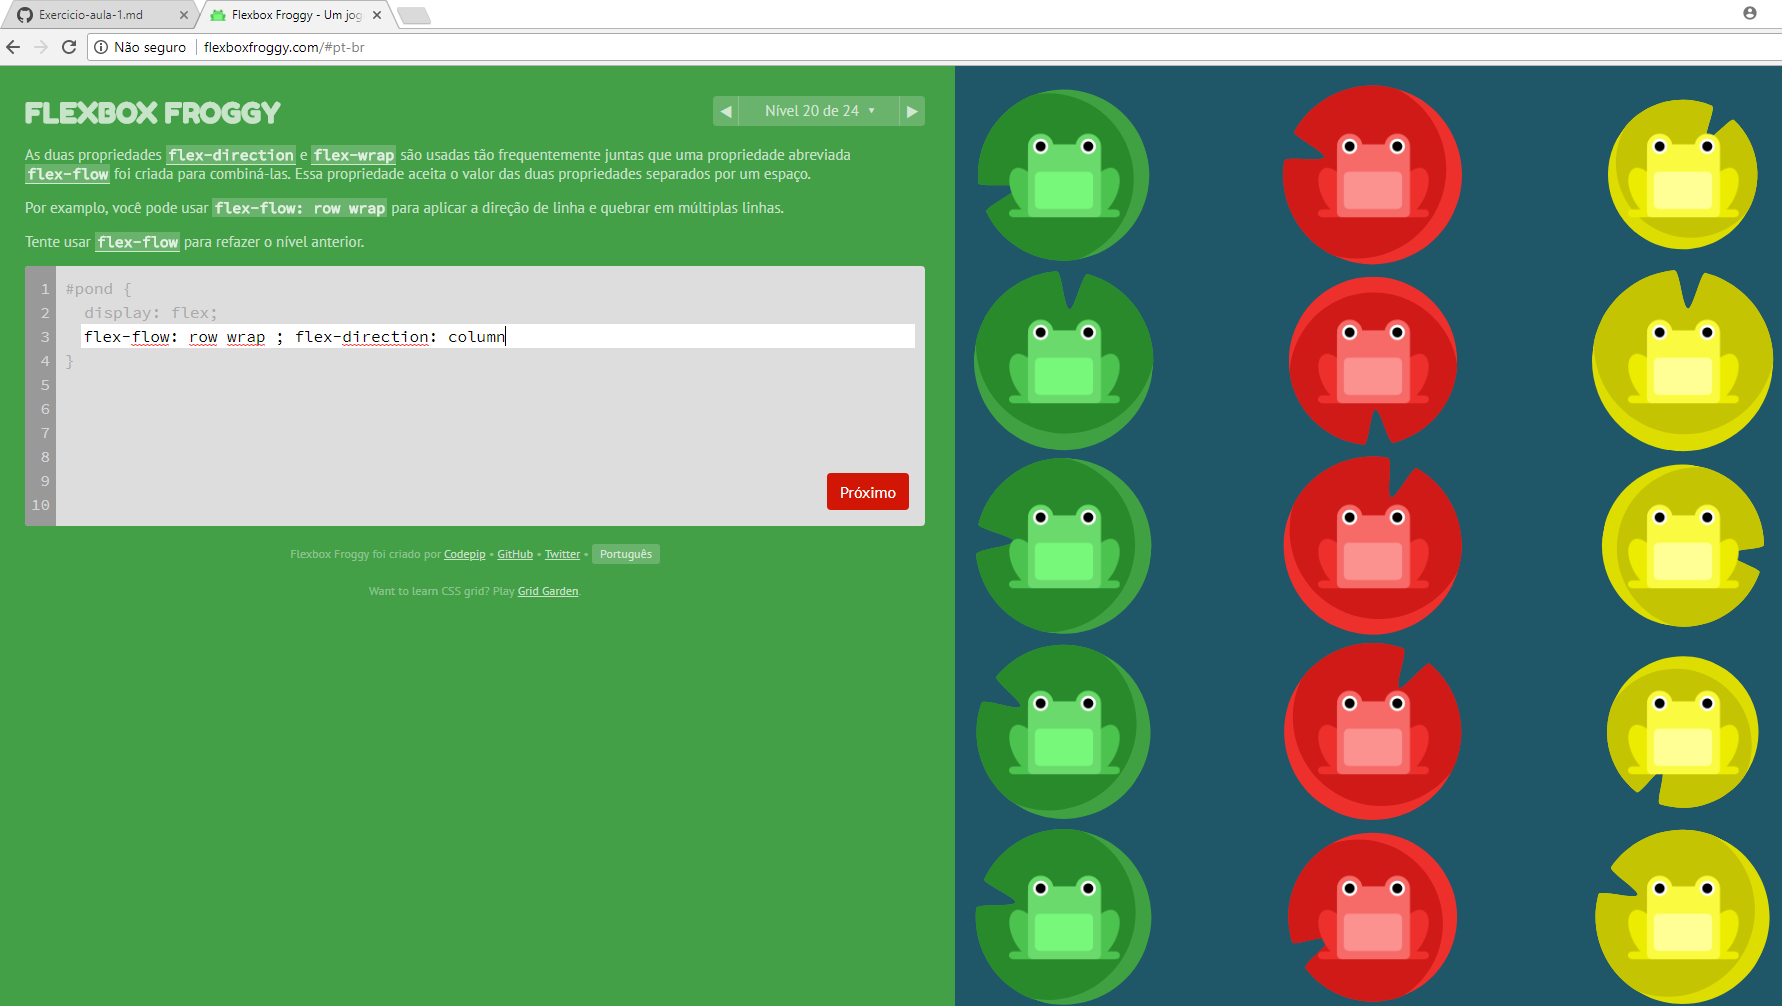 Exercicio-aula-1.md
Flexbox Froggy - Um jog
Não seguro
flexboxfroggy.com/#pt-br
FLEXBOX FROGGY
Nível 20 de 24
As duas propriedades flex-direction e flex-wrap são usadas tão frequentemente juntas que uma propriedade abreviada
flex-flow foi criada para combiná-las. Essa propriedade aceita o valor das duas propriedades separados por um espaço.
Por exemplo, você pode usar flex-flow: row wrap para aplicar a direção de linha e quebrar em múltiplas linhas.
Tente usar flex-flow para refazer o nível anterior.
1 #pond {
2 display: flex;
3 flex-flow: row wrap ; flex-direction: column
4 }
5
6
7
8
9
10
Próximo
Flexbox Froggy foi criado por Codepip • GitHub • Twitter • Português
Want to learn CSS grid? Play Grid Garden.